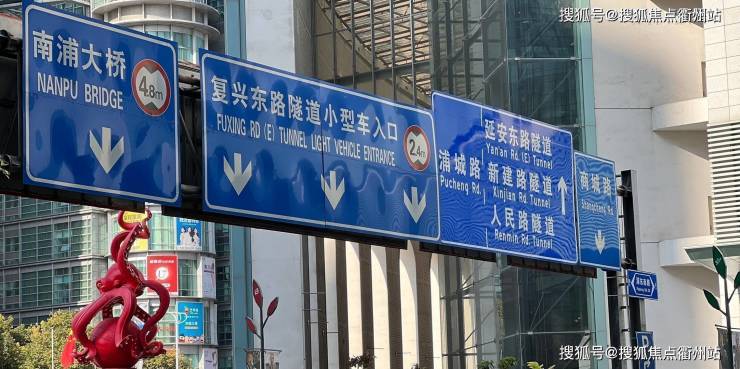 搜狐号@搜狐焦点衢州站
南浦大桥
NANPU BRIDGE
4.8m
复兴东路隧道小型车入口
FUXING RD (E) TUNNEL LIGHT VEHICLE ENTRANCE
2.4m
延安东路隧道
Yan'an Rd. (E) Tunnel
浦城路 新建路隧道
Pucheng Rd. Xinjian Rd. Tunnel
人民路隧道
Renmin Rd. Tunnel
商城路
Shangcheng Rd.
P
搜狐号@搜狐焦点衢州站